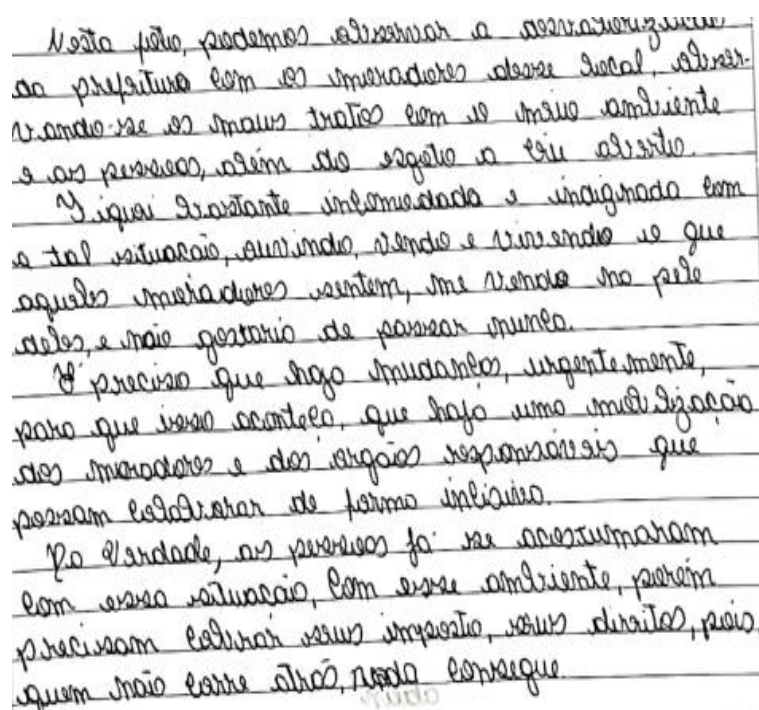 Nesta foto, podemos observar a desvalorização
da prefeitura com os moradores desse local, obser-
vando-se os maus tratos com o meio ambiente
e as pessoas, além do esgoto a céu aberto.
Fiquei bastante incomodada e indignada com
a tal situacão, ouvindo, vendo e vivendo o que
aqueles moradores sentem, me vendo na pele
deles, e não gostaria de passar nunca.
É preciso que haja mudanças, urgentemente,
para que isso aconteça, que haja uma mobilização
dos moradores e dos orgãos responsáveis que
possam colaborar de forma incisiva.
Na verdade, as pessoas já se acostumaram
com essa situacão, com esse ambiente, porém
precisam cobrar seus imposto, seus direitos, pois,
quem não corre atrás, nada consegue.